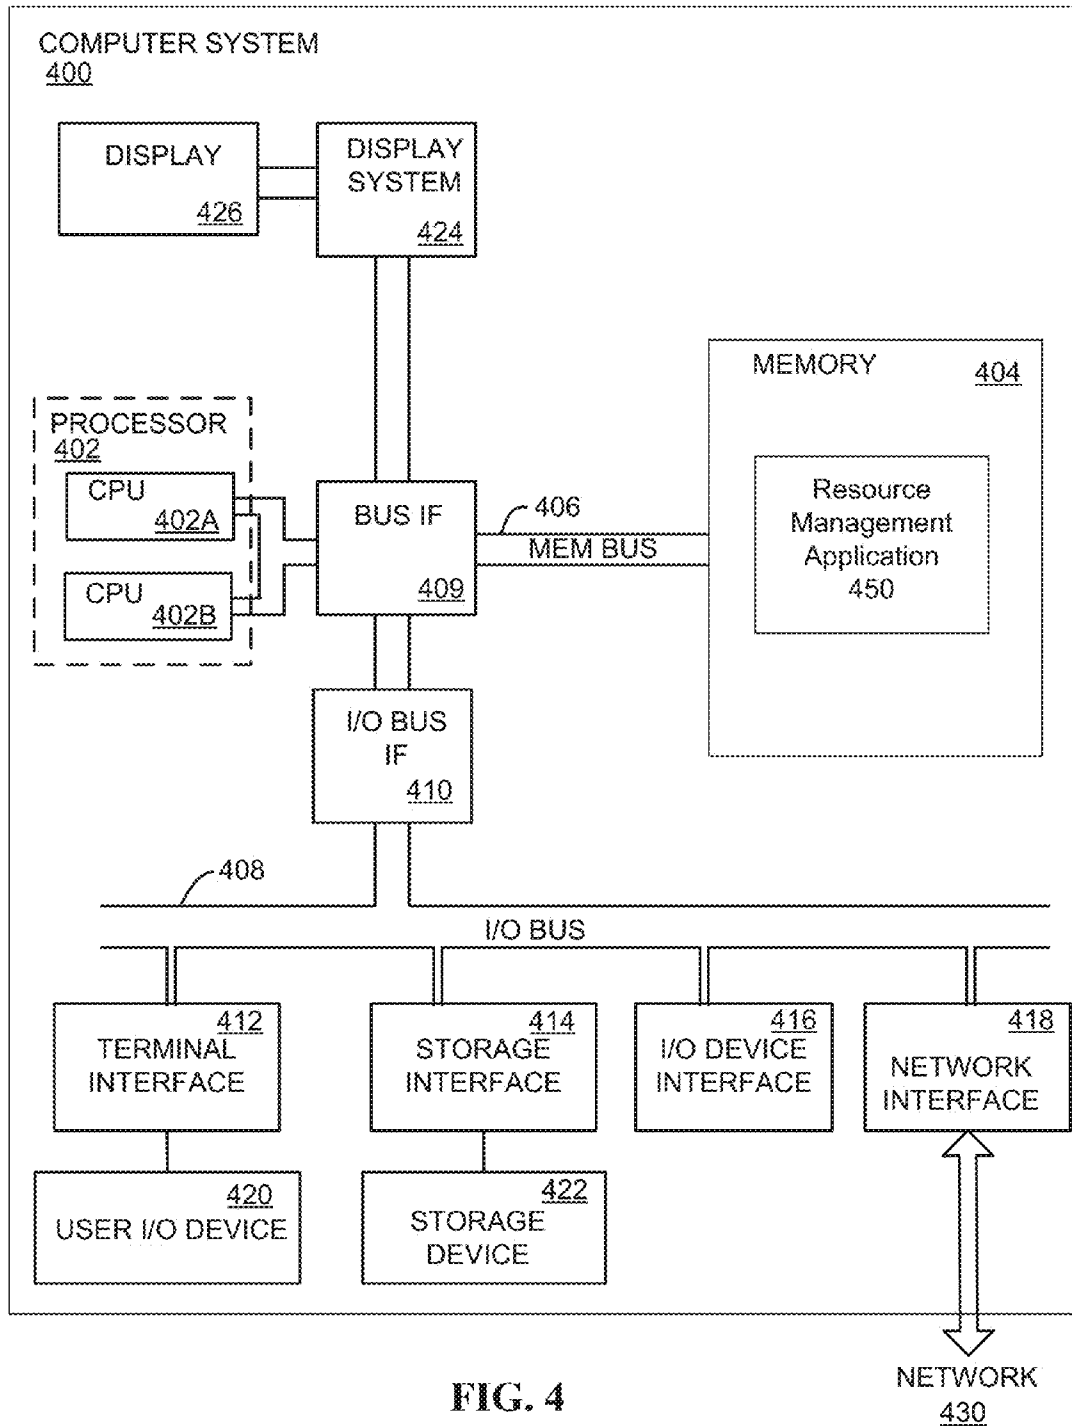 COMPUTER SYSTEM
400
DISPLAY
426
DISPLAY
SYSTEM
424
MEMORY
404
PROCESSOR
402
CPU
402A
CPU
402B
BUS IF
409
406
MEM BUS
Resource
Management
Application
450
I/O BUS
IF
410
408
I/O BUS
412
TERMINAL
INTERFACE
414
STORAGE
INTERFACE
416
I/O DEVICE
INTERFACE
418
NETWORK
INTERFACE
420
USER I/O DEVICE
422
STORAGE
DEVICE
NETWORK
430
FIG. 4